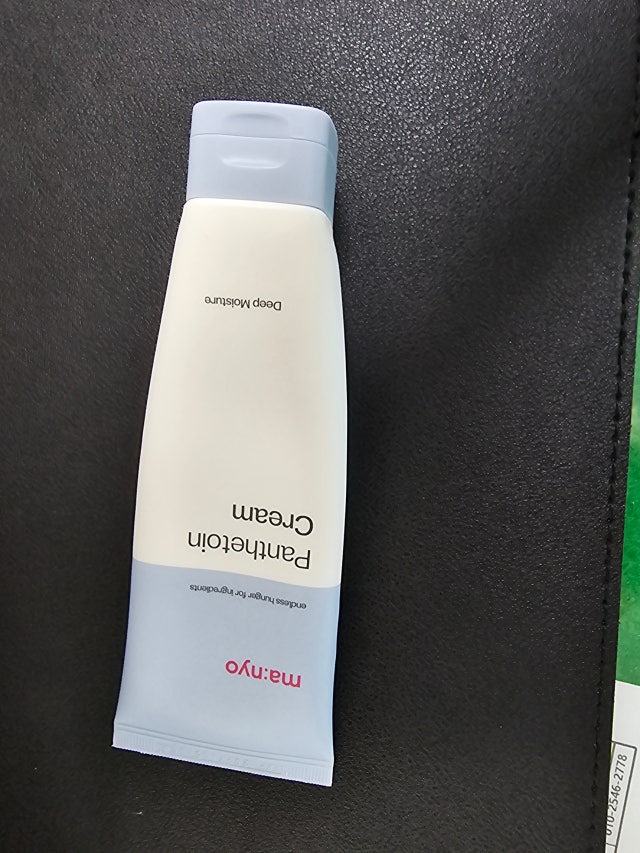 ma:nyo
endless hunger for ingredients
Panthetoin
Cream
Deep Moisture
010-2546-2778